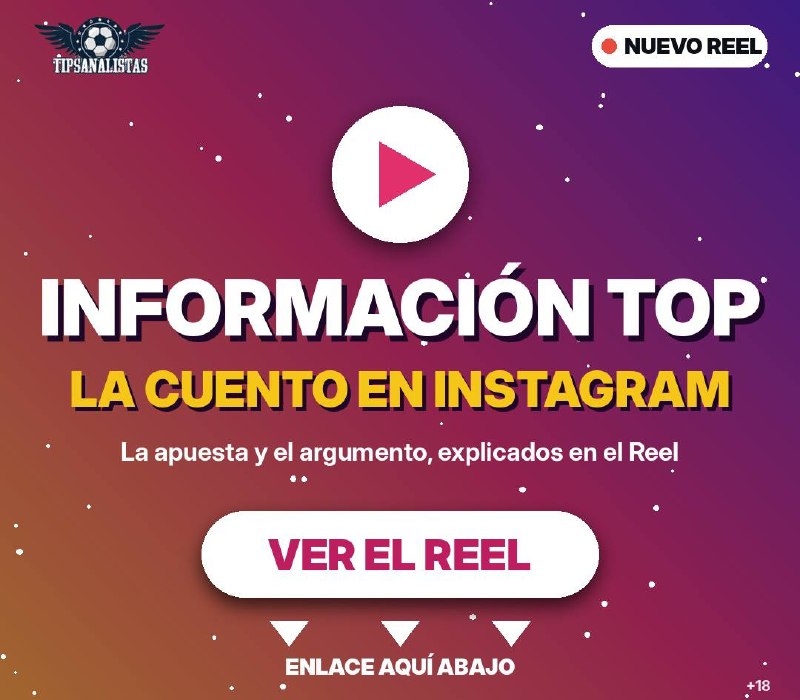 TIPSANALISTAS
NUEVO REEL
INFORMACIÓN TOP
LA CUENTO EN INSTAGRAM
La apuesta y el argumento, explicados en el Reel
VER EL REEL
ENLACE AQUÍ ABAJO
+18